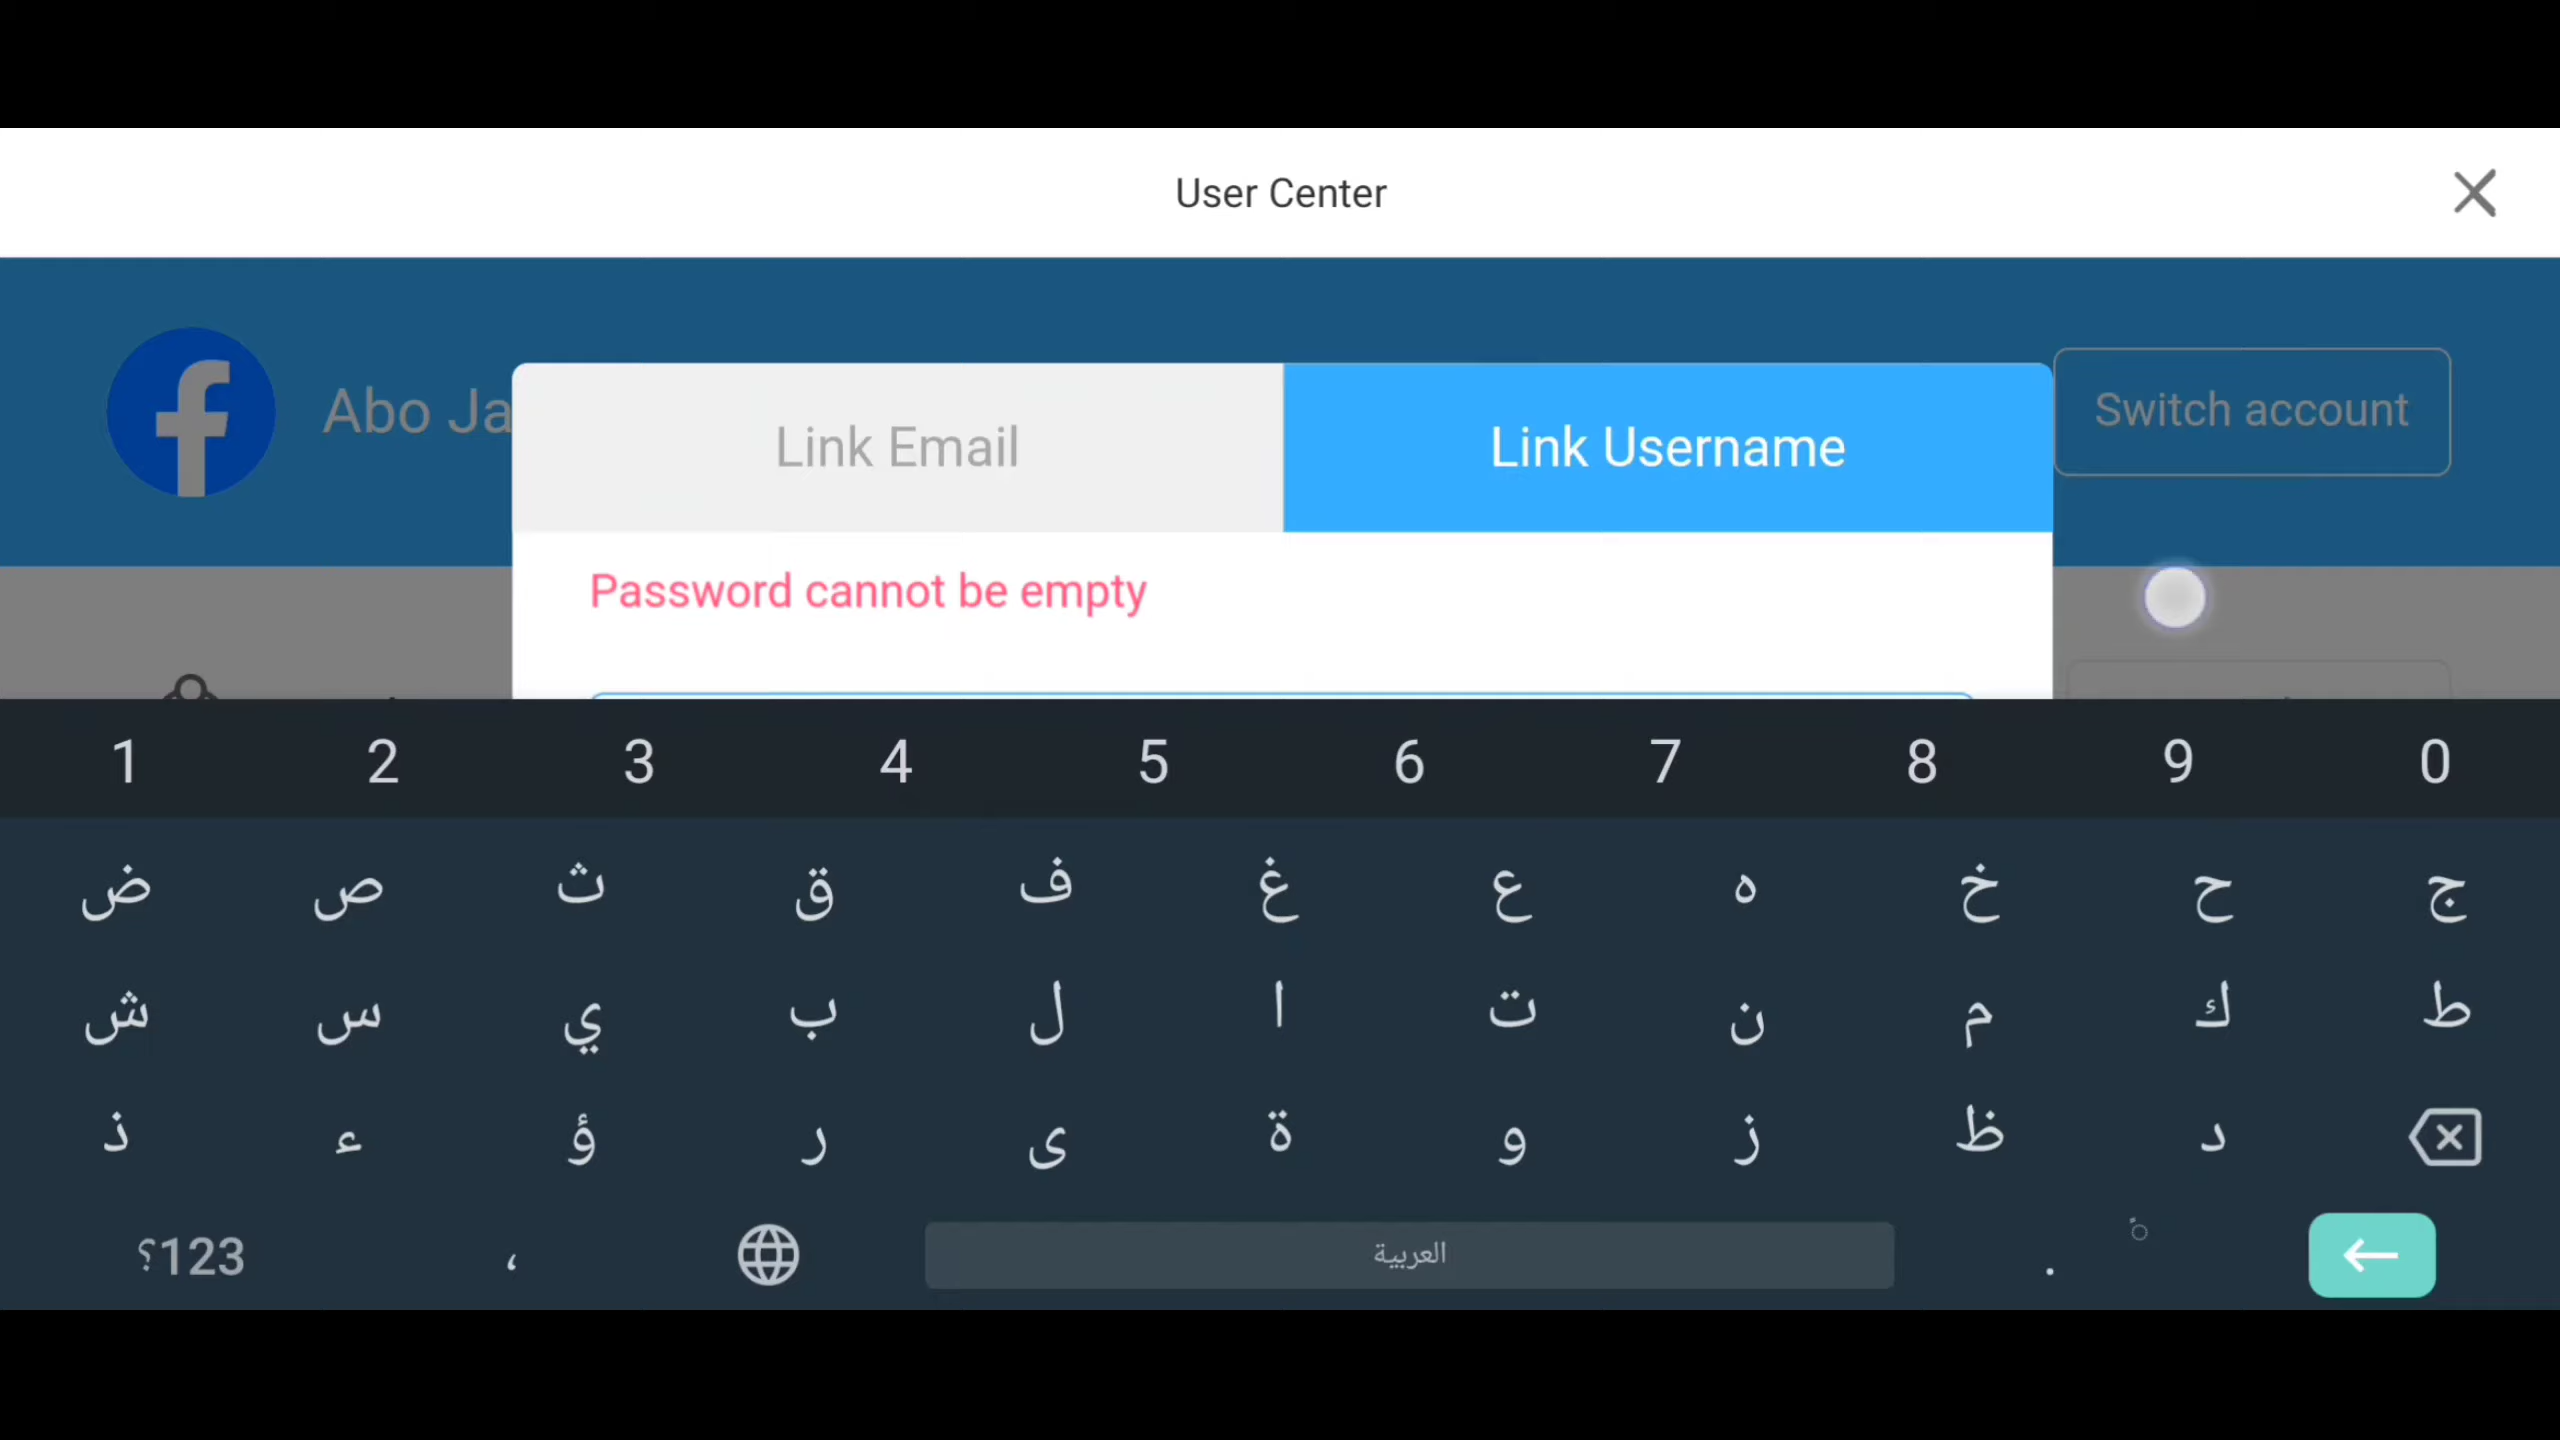 User Center
Abo Ja
Switch account
Link Email
Link Username
Password cannot be empty
1 2 3 4 5 6 7 8 9 0
ض ص ث ق ف غ ع ه خ ح ج
ش س ي ب ل ا ت ن م ك ط
ذ ء ؤ ر ى ة و ز ظ د
؟123 ، العربية .